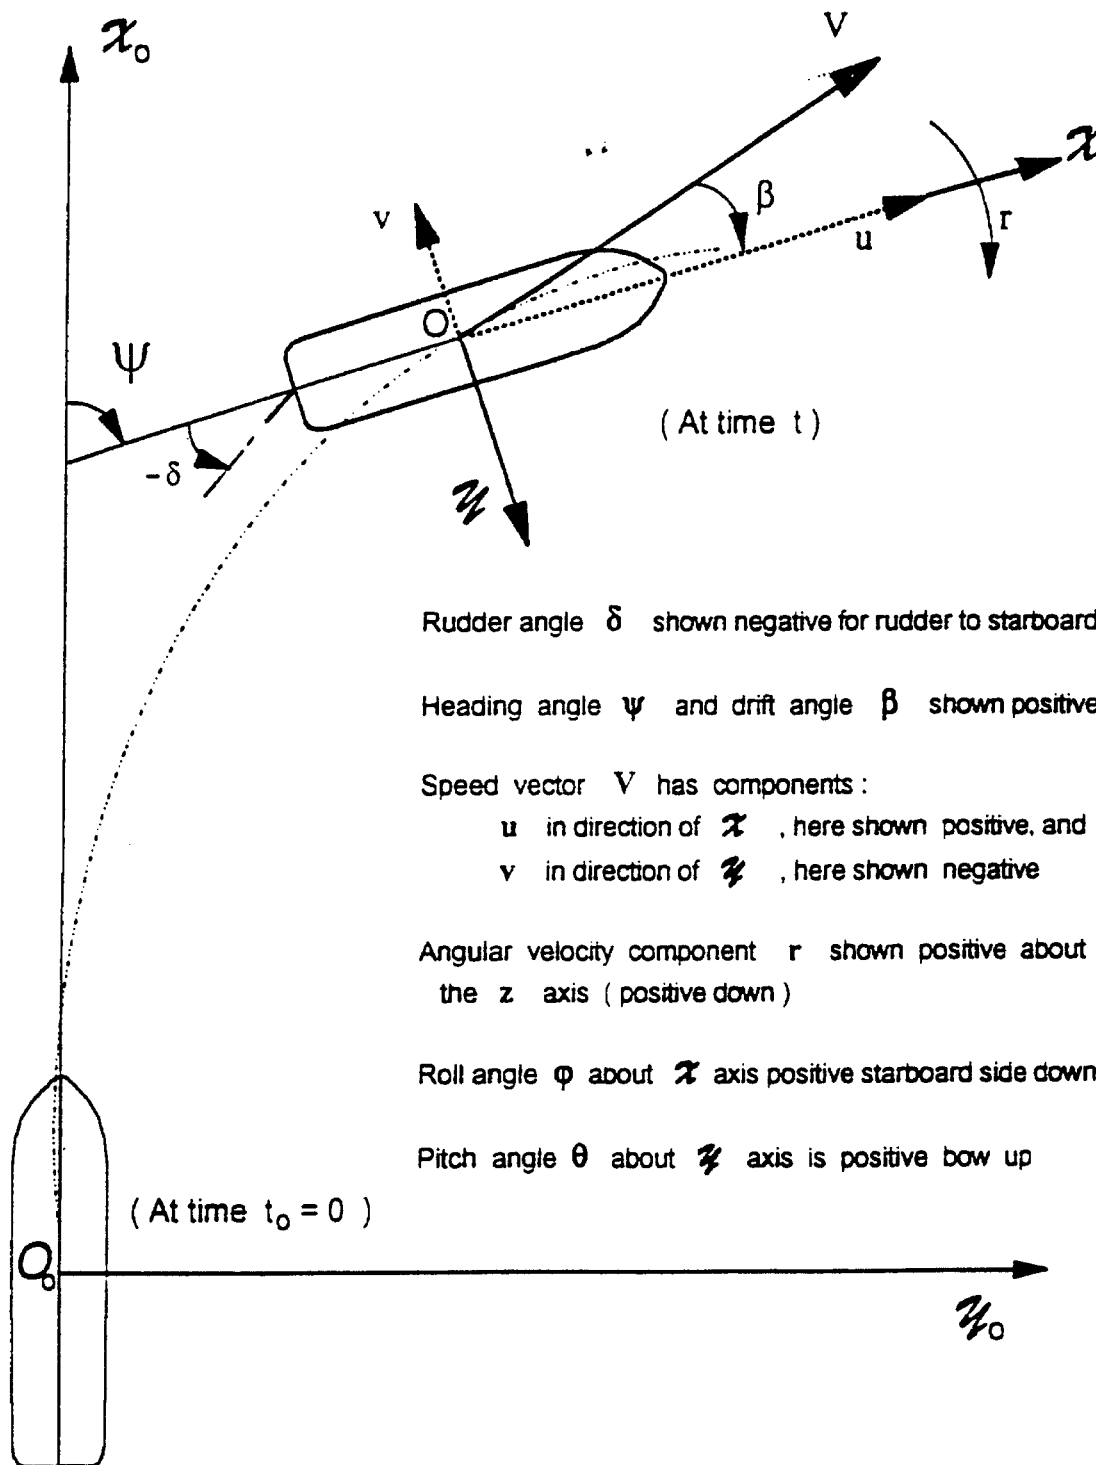 x₀
V
x
β
v
u
r
O
ψ
( At time t )
-δ
y
Rudder angle δ shown negative for rudder to starboard
Heading angle ψ and drift angle β shown positive
Speed vector V has components :
u in direction of x , here shown positive, and
v in direction of y , here shown negative
Angular velocity component r shown positive about
the z axis ( positive down )
Roll angle φ about x axis positive starboard side down
Pitch angle θ about y axis is positive bow up
( At time t₀ = 0 )
O₀
y₀